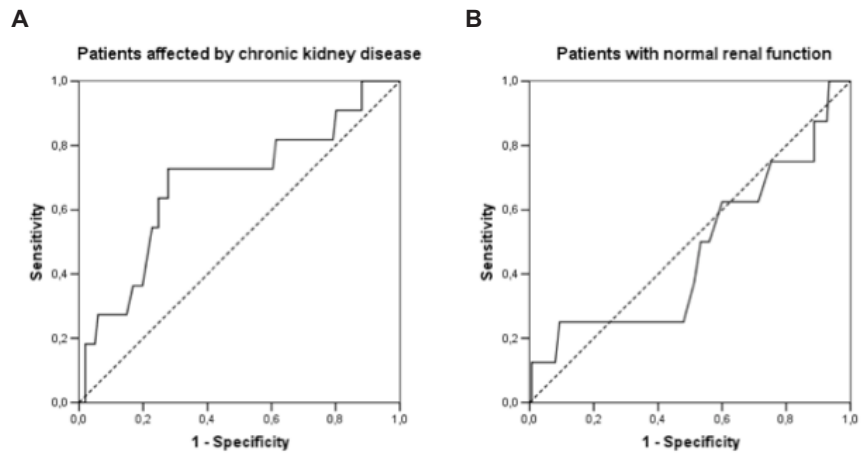 A
Patients affected by chronic kidney disease
1,0
0,8
0,6
0,4
0,2
0,0
Sensitivity
0,0 0,2 0,4 0,6 0,8 1,0
1 - Specificity
B
Patients with normal renal function
1,0
0,8
0,6
0,4
0,2
0,0
Sensitivity
0,0 0,2 0,4 0,6 0,8 1,0
1 - Specificity